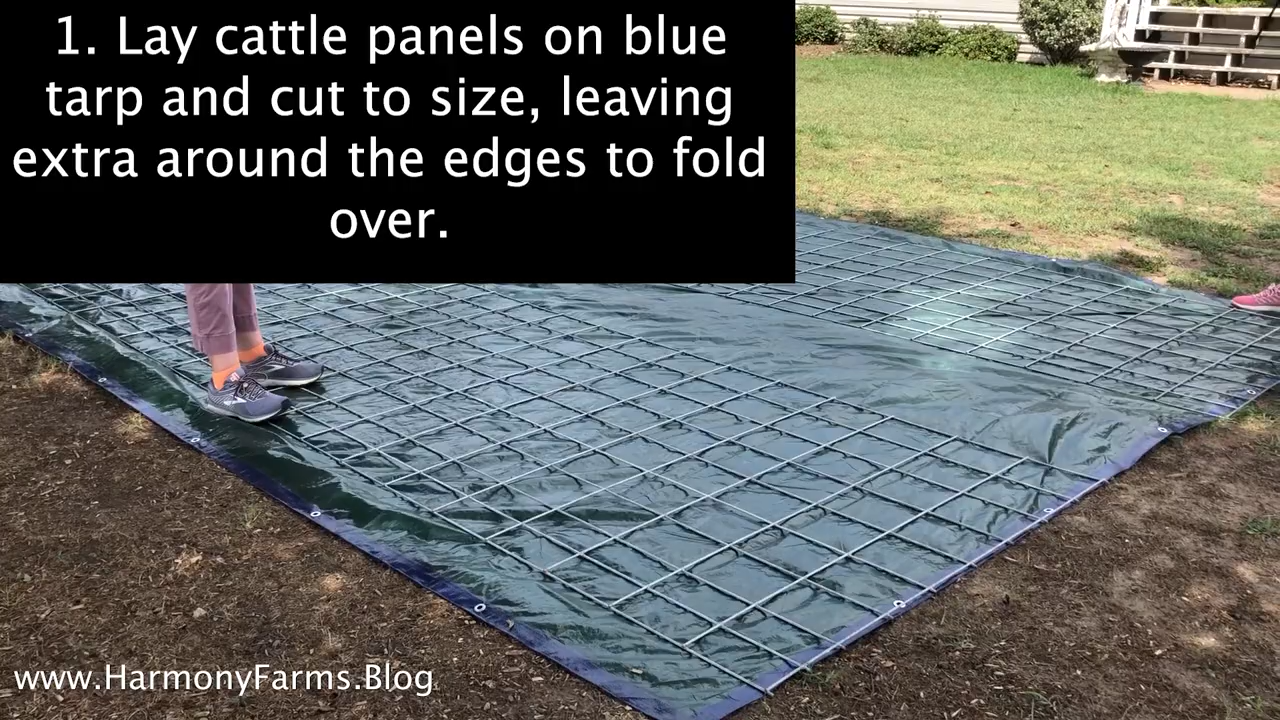 1. Lay cattle panels on blue
tarp and cut to size, leaving
extra around the edges to fold
over.
www.HarmonyFarms.Blog